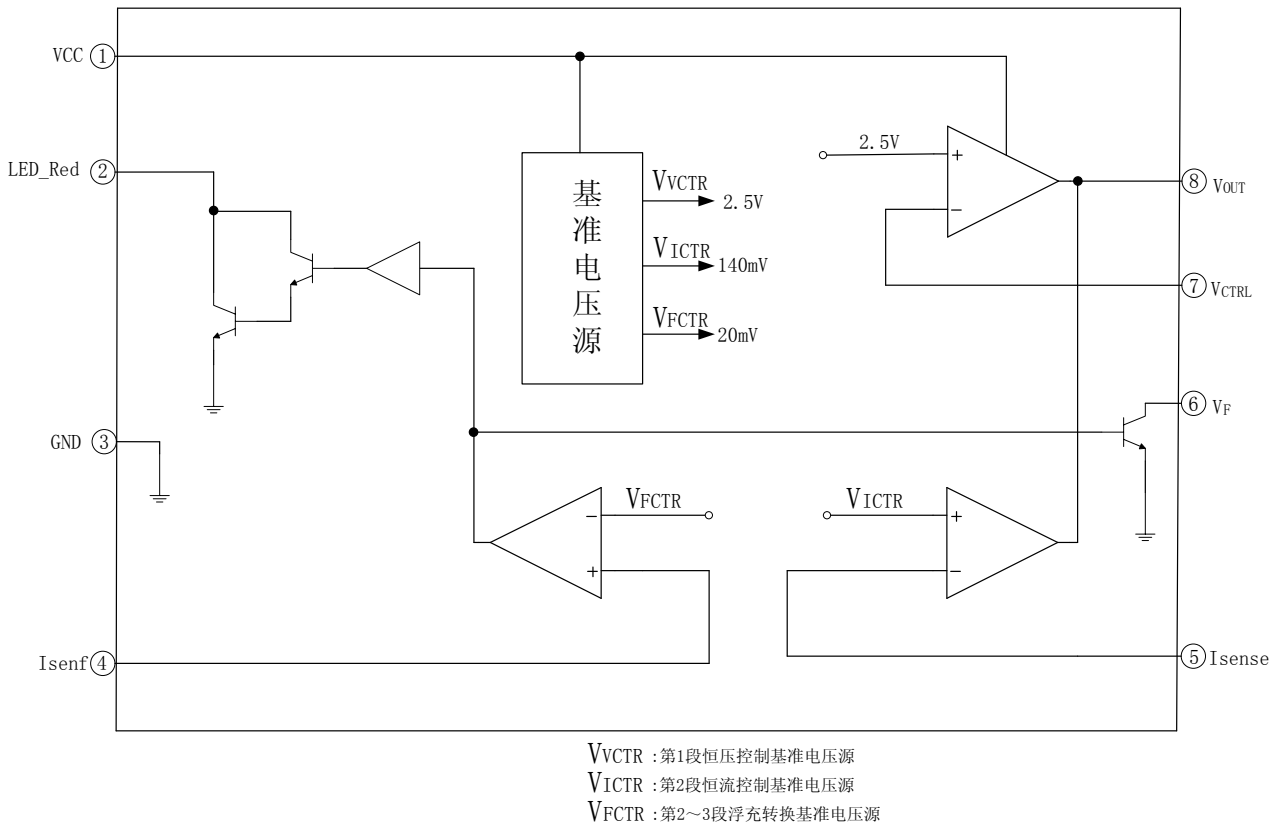 VCC ①
LED_Red ②
GND ③
Isenf ④
基准电压源
VVCTR
2.5V
VICTR
140mV
VFCTR
20mV
2.5V
+
−
⑧ VOUT
⑦ VCTRL
⑥ VF
VFCTR
−
+
VICTR
+
−
⑤ Isense
VVCTR :第1段恒压控制基准电压源
VICTR :第2段恒流控制基准电压源
VFCTR :第2～3段浮充转换基准电压源